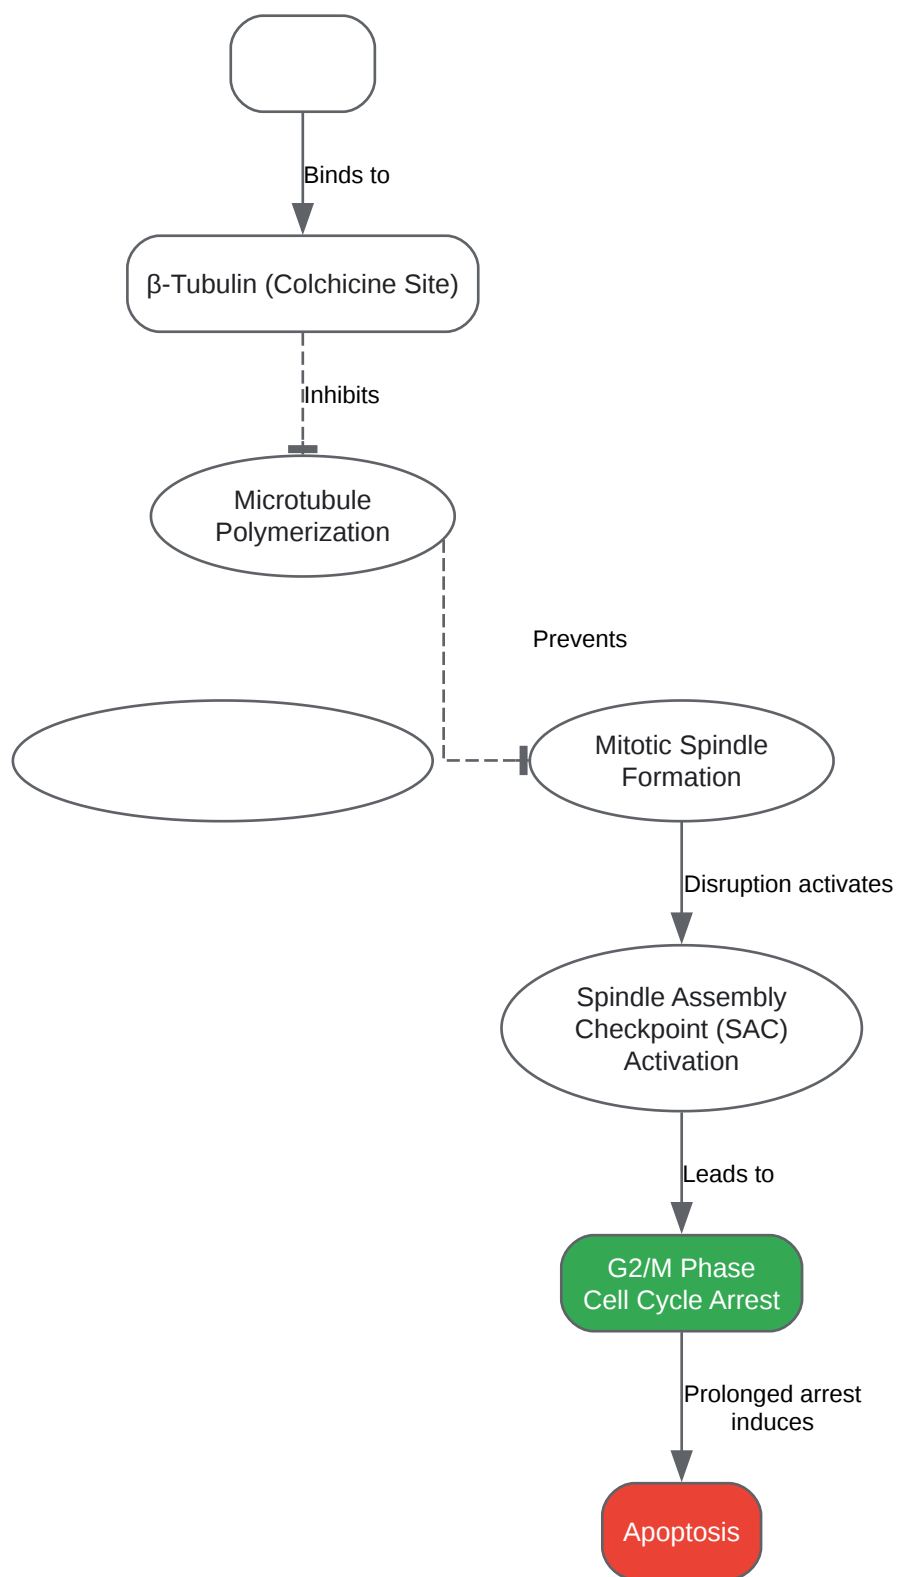 Binds to
β-Tubulin (Colchicine Site)
Inhibits
Microtubule
Polymerization
Prevents
Mitotic Spindle
Formation
Disruption activates
Spindle Assembly
Checkpoint (SAC)
Activation
Leads to
G2/M Phase
Cell Cycle Arrest
Prolonged arrest
induces
Apoptosis